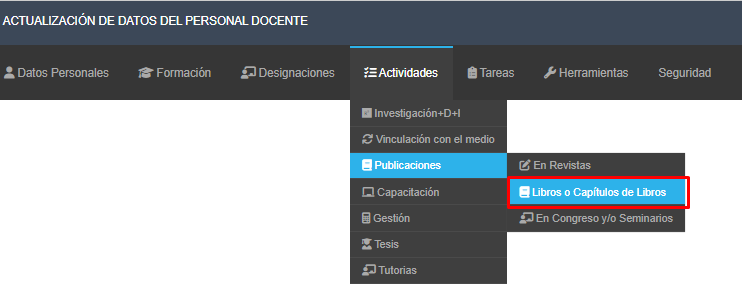 ACTUALIZACIÓN DE DATOS DEL PERSONAL DOCENTE
Datos Personales Formación Designaciones Actividades Tareas Herramientas Seguridad
Investigación+D+I
Vinculación con el medio
Publicaciones En Revistas
Capacitación Libros o Capítulos de Libros
Gestión En Congreso y/o Seminarios
Tesis
Tutorias